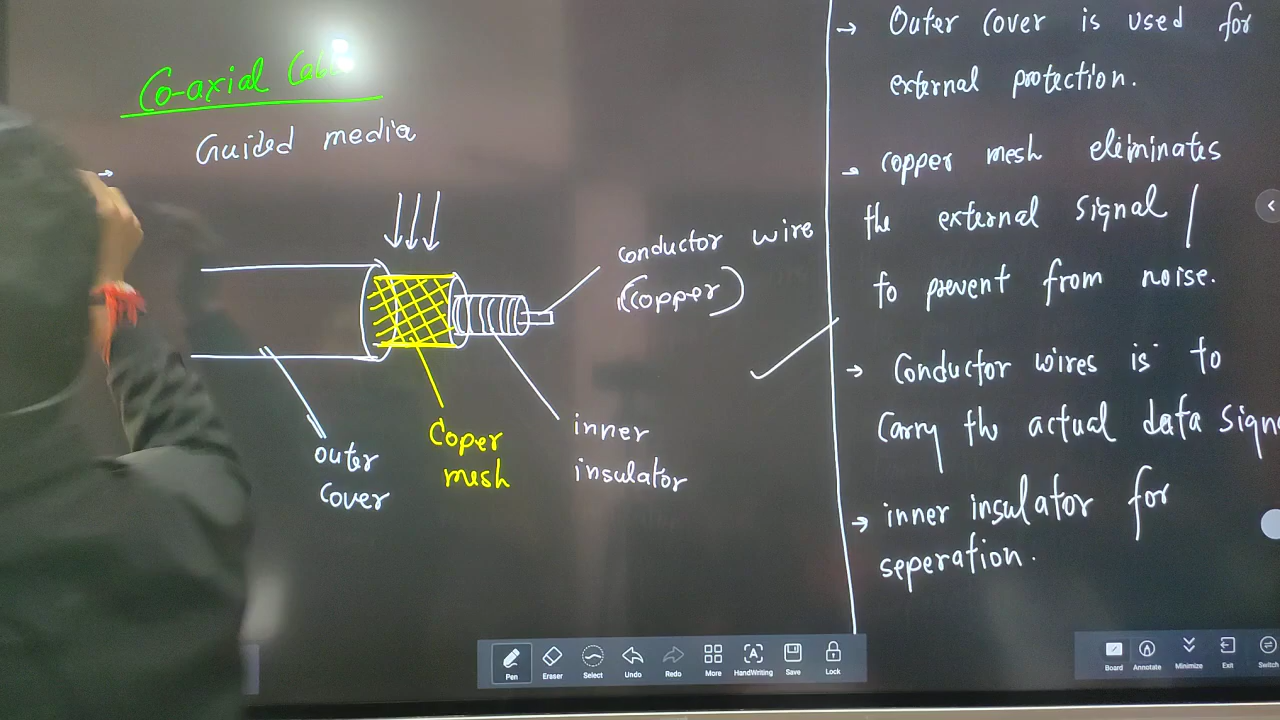 Co-axial Cable
Guided media
conductor wire
(copper)
outer
cover
Coper
mesh
inner
insulator
→ Outer cover is used for
external protection.
→ copper mesh eliminates
the external signal /
to prevent from noise.
→ Conductor wires is to
Carry the actual data sign
→ inner insulator for
seperation.
Pen Eraser Select Undo Redo More HandWriting Save Lock
Board Annotate Minimize Exit Switch